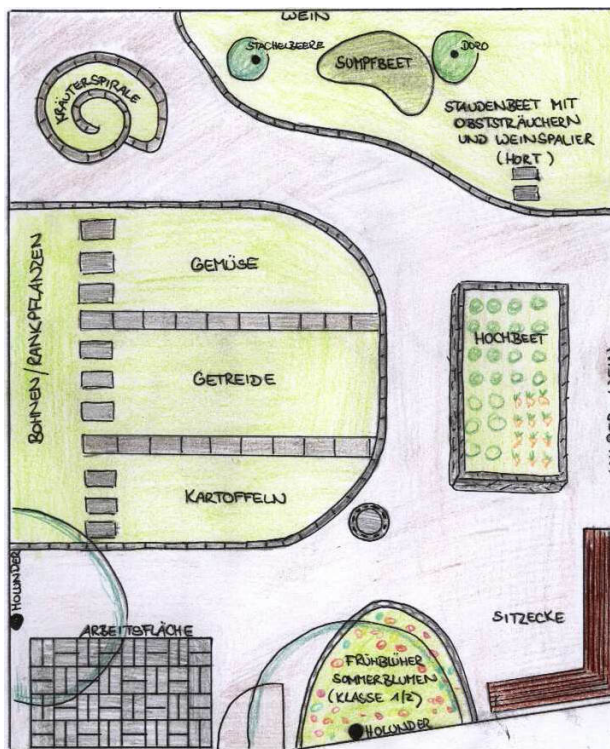 WEIN
STACHELBEERE
SUMPFBEET
DORO
KRÄUTERSPIRALE
STAUDENBEET MIT
OBSTSTRÄUCHERN
UND WEINSPALIER
(HORT)
BOHNEN/RANKPFLANZEN
GEMÜSE
GETREIDE
KARTOFFELN
HOCHBEET
HOLUNDER
ARBEITSFLÄCHE
SITZECKE
FRÜHBLÜHER
SOMMERBLUMEN
(KLASSE 1/2)
HOLUNDER